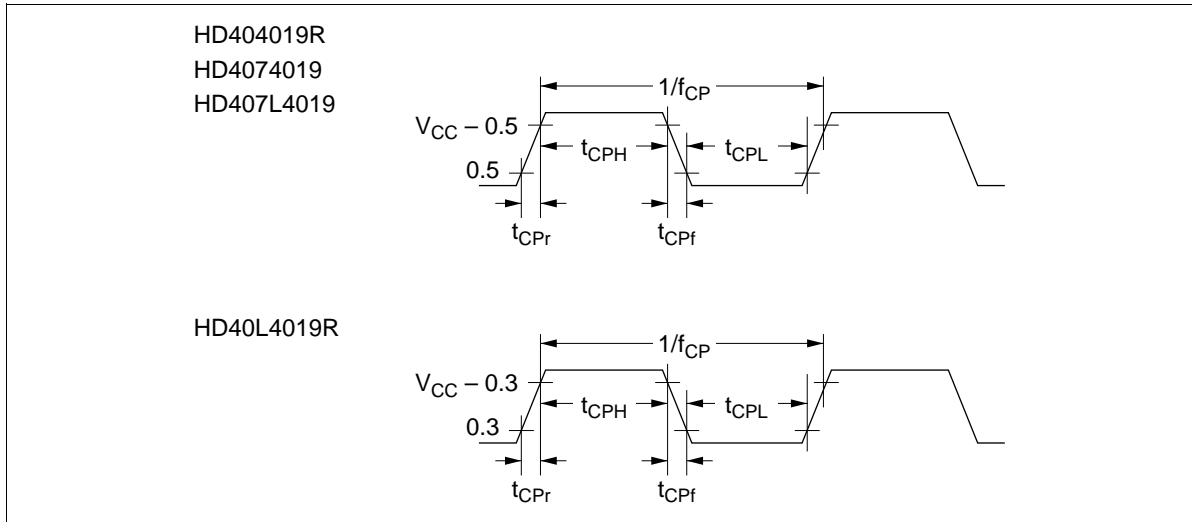 HD404019R
HD4074019
HD407L4019
1/fCP
VCC – 0.5
tCPH
tCPL
0.5
tCPr
tCPf
HD40L4019R
1/fCP
VCC – 0.3
tCPH
tCPL
0.3
tCPr
tCPf